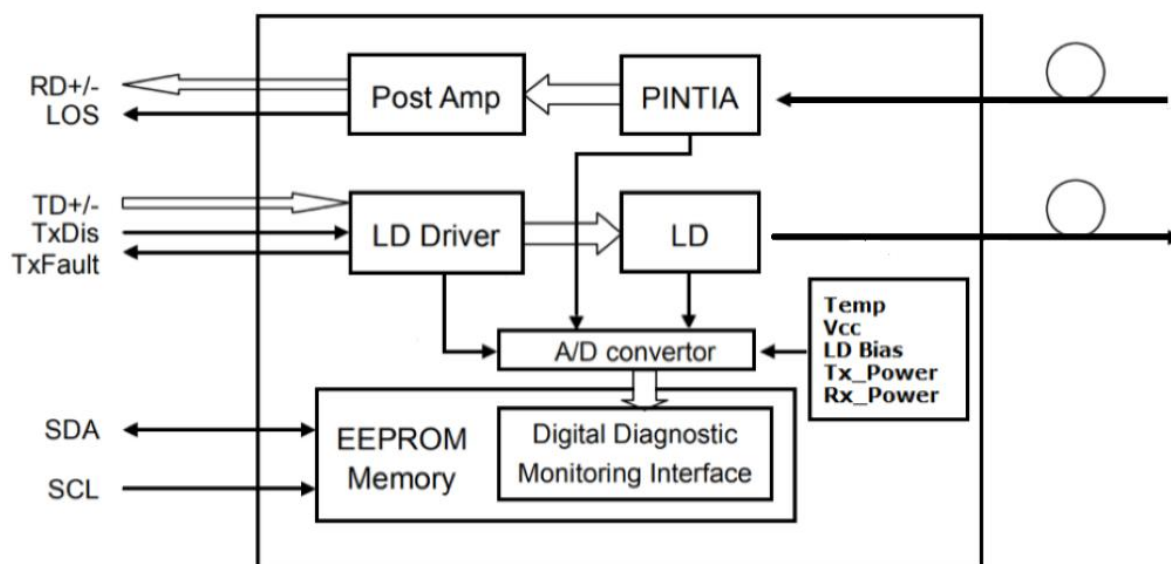 RD+/-
LOS
Post Amp
PINTIA
TD+/-
TxDis
TxFault
LD Driver
LD
Temp
Vcc
LD Bias
Tx_Power
Rx_Power
A/D convertor
SDA
SCL
EEPROM
Memory
Digital Diagnostic
Monitoring Interface